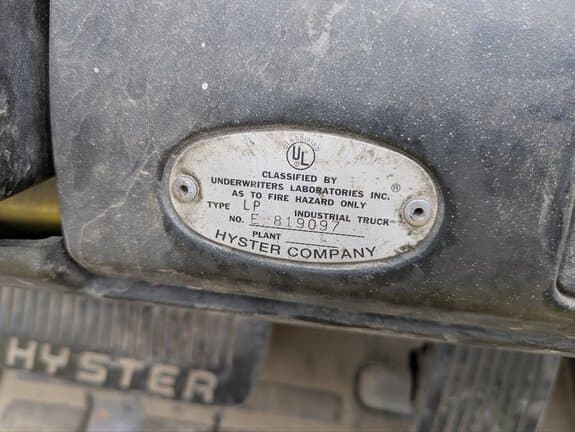 CLASSIFIED
UL
®
CLASSIFIED BY
UNDERWRITERS LABORATORIES INC.®
AS TO FIRE HAZARD ONLY
TYPE LP INDUSTRIAL TRUCK
NO. E 819097
PLANT
HYSTER COMPANY
HYSTER